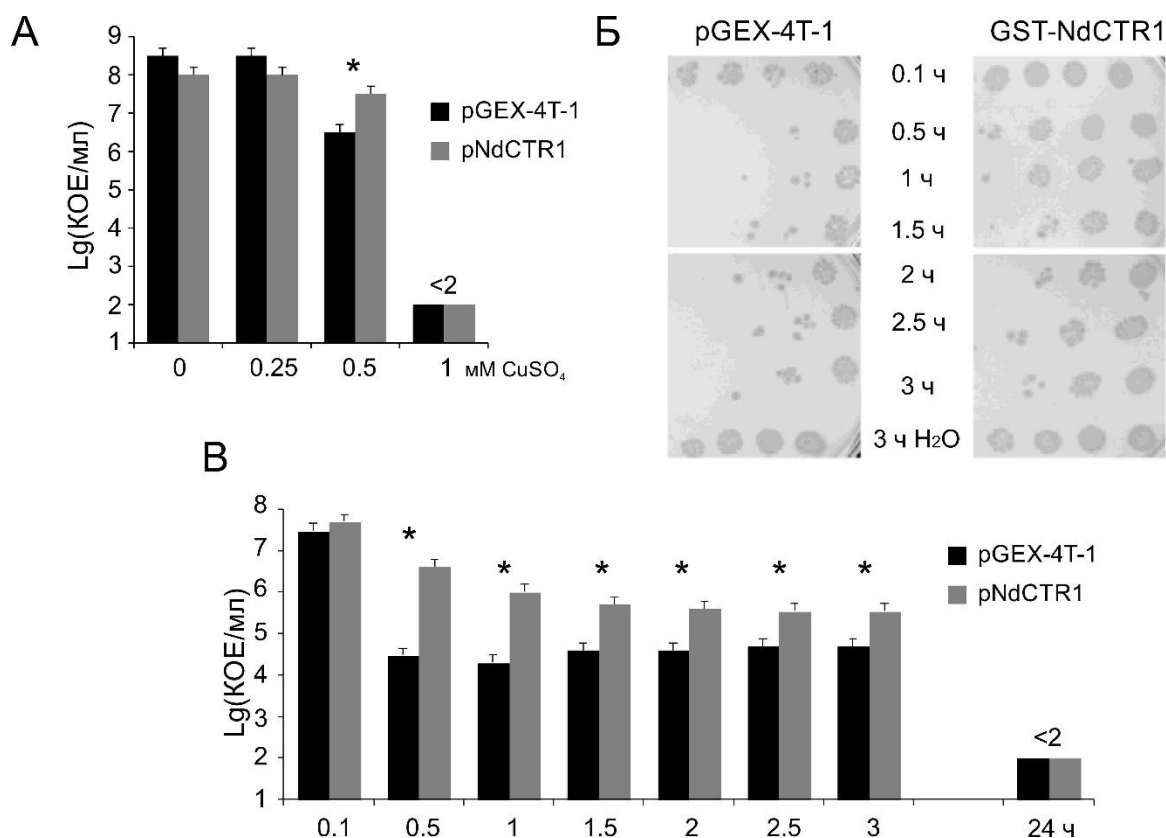 А
Lg(КОЕ/мл)
9
8
7
6
5
4
3
2
1
*
<2
0 0.25 0.5 1 мМ CuSO₄
pGEX-4T-1
pNdCTR1
Б
pGEX-4T-1 GST-NdCTR1
0.1 ч
0.5 ч
1 ч
1.5 ч
2 ч
2.5 ч
3 ч
3 ч H₂O
В
Lg(КОЕ/мл)
8
7
6
5
4
3
2
1
* * * * * *
<2
0.1 0.5 1 1.5 2 2.5 3 24 ч
pGEX-4T-1
pNdCTR1